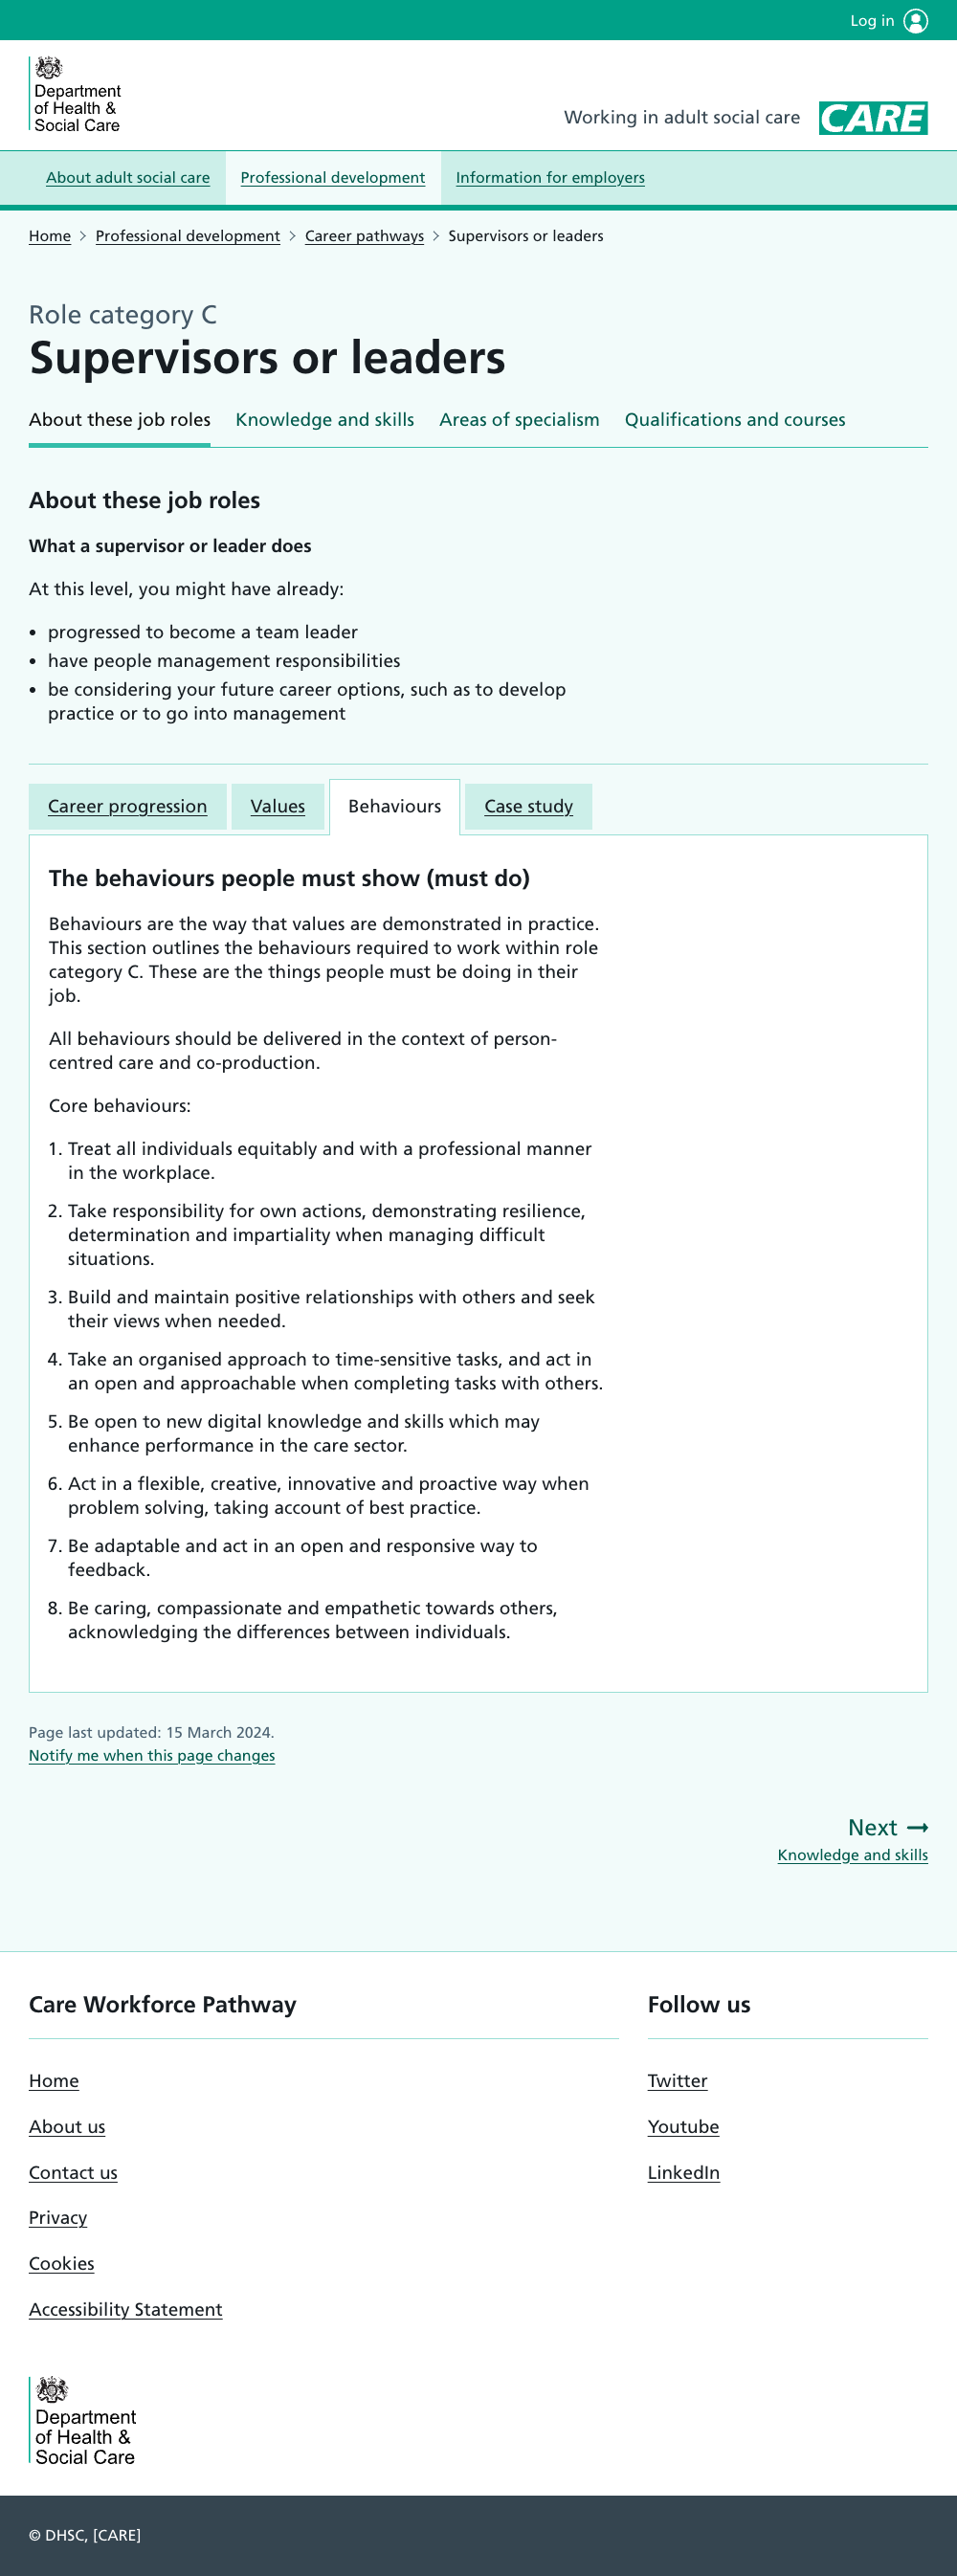 Log in
Department
of Health &
Social Care
Working in adult social care
CARE
About adult social care
Professional development
Information for employers
Home
Professional development
Career pathways
Supervisors or leaders
Role category C
Supervisors or leaders
About these job roles
Knowledge and skills
Areas of specialism
Qualifications and courses
About these job roles
What a supervisor or leader does
At this level, you might have already:
• progressed to become a team leader
• have people management responsibilities
• be considering your future career options, such as to develop
practice or to go into management
Career progression
Values
Behaviours
Case study
The behaviours people must show (must do)
Behaviours are the way that values are demonstrated in practice.
This section outlines the behaviours required to work within role
category C. These are the things people must be doing in their
job.
All behaviours should be delivered in the context of person-
centred care and co-production.
Core behaviours:
1. Treat all individuals equitably and with a professional manner
in the workplace.
2. Take responsibility for own actions, demonstrating resilience,
determination and impartiality when managing difficult
situations.
3. Build and maintain positive relationships with others and seek
their views when needed.
4. Take an organised approach to time-sensitive tasks, and act in
an open and approachable when completing tasks with others.
5. Be open to new digital knowledge and skills which may
enhance performance in the care sector.
6. Act in a flexible, creative, innovative and proactive way when
problem solving, taking account of best practice.
7. Be adaptable and act in an open and responsive way to
feedback.
8. Be caring, compassionate and empathetic towards others,
acknowledging the differences between individuals.
Page last updated: 15 March 2024.
Notify me when this page changes
Next
Knowledge and skills
Care Workforce Pathway
Home
About us
Contact us
Privacy
Cookies
Accessibility Statement
Follow us
Twitter
Youtube
LinkedIn
Department
of Health &
Social Care
© DHSC, [CARE]